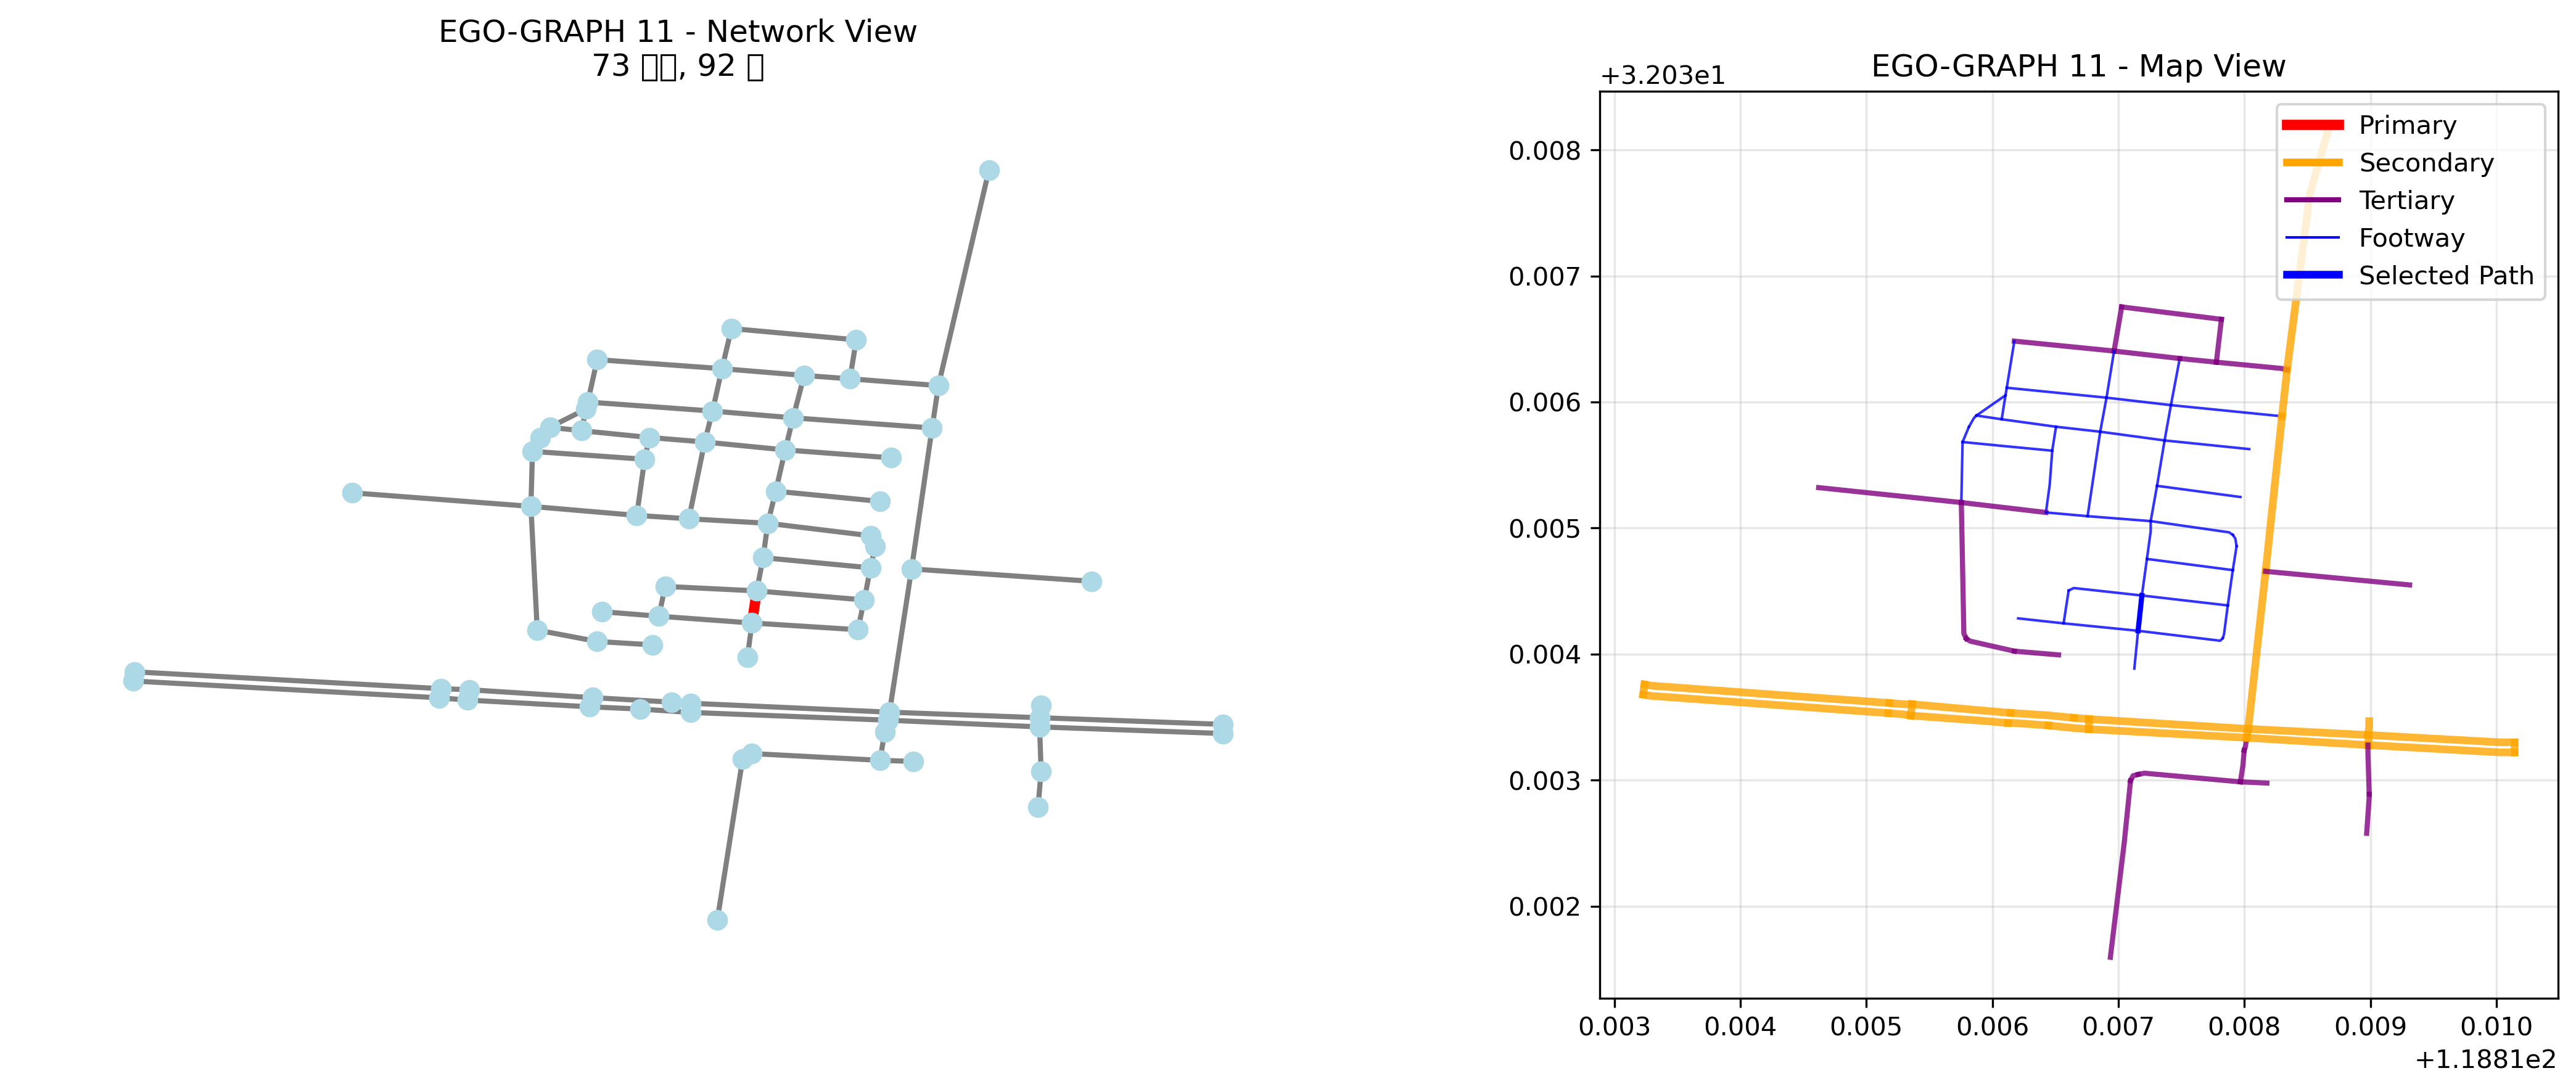 EGO-GRAPH 11 - Network View
73 , 92
EGO-GRAPH 11 - Map View
+3.203e1
Primary
Secondary
Tertiary
Footway
Selected Path
0.008
0.007
0.006
0.005
0.004
0.003
0.002
0.003 0.004 0.005 0.006 0.007 0.008 0.009 0.010
+1.1881e2